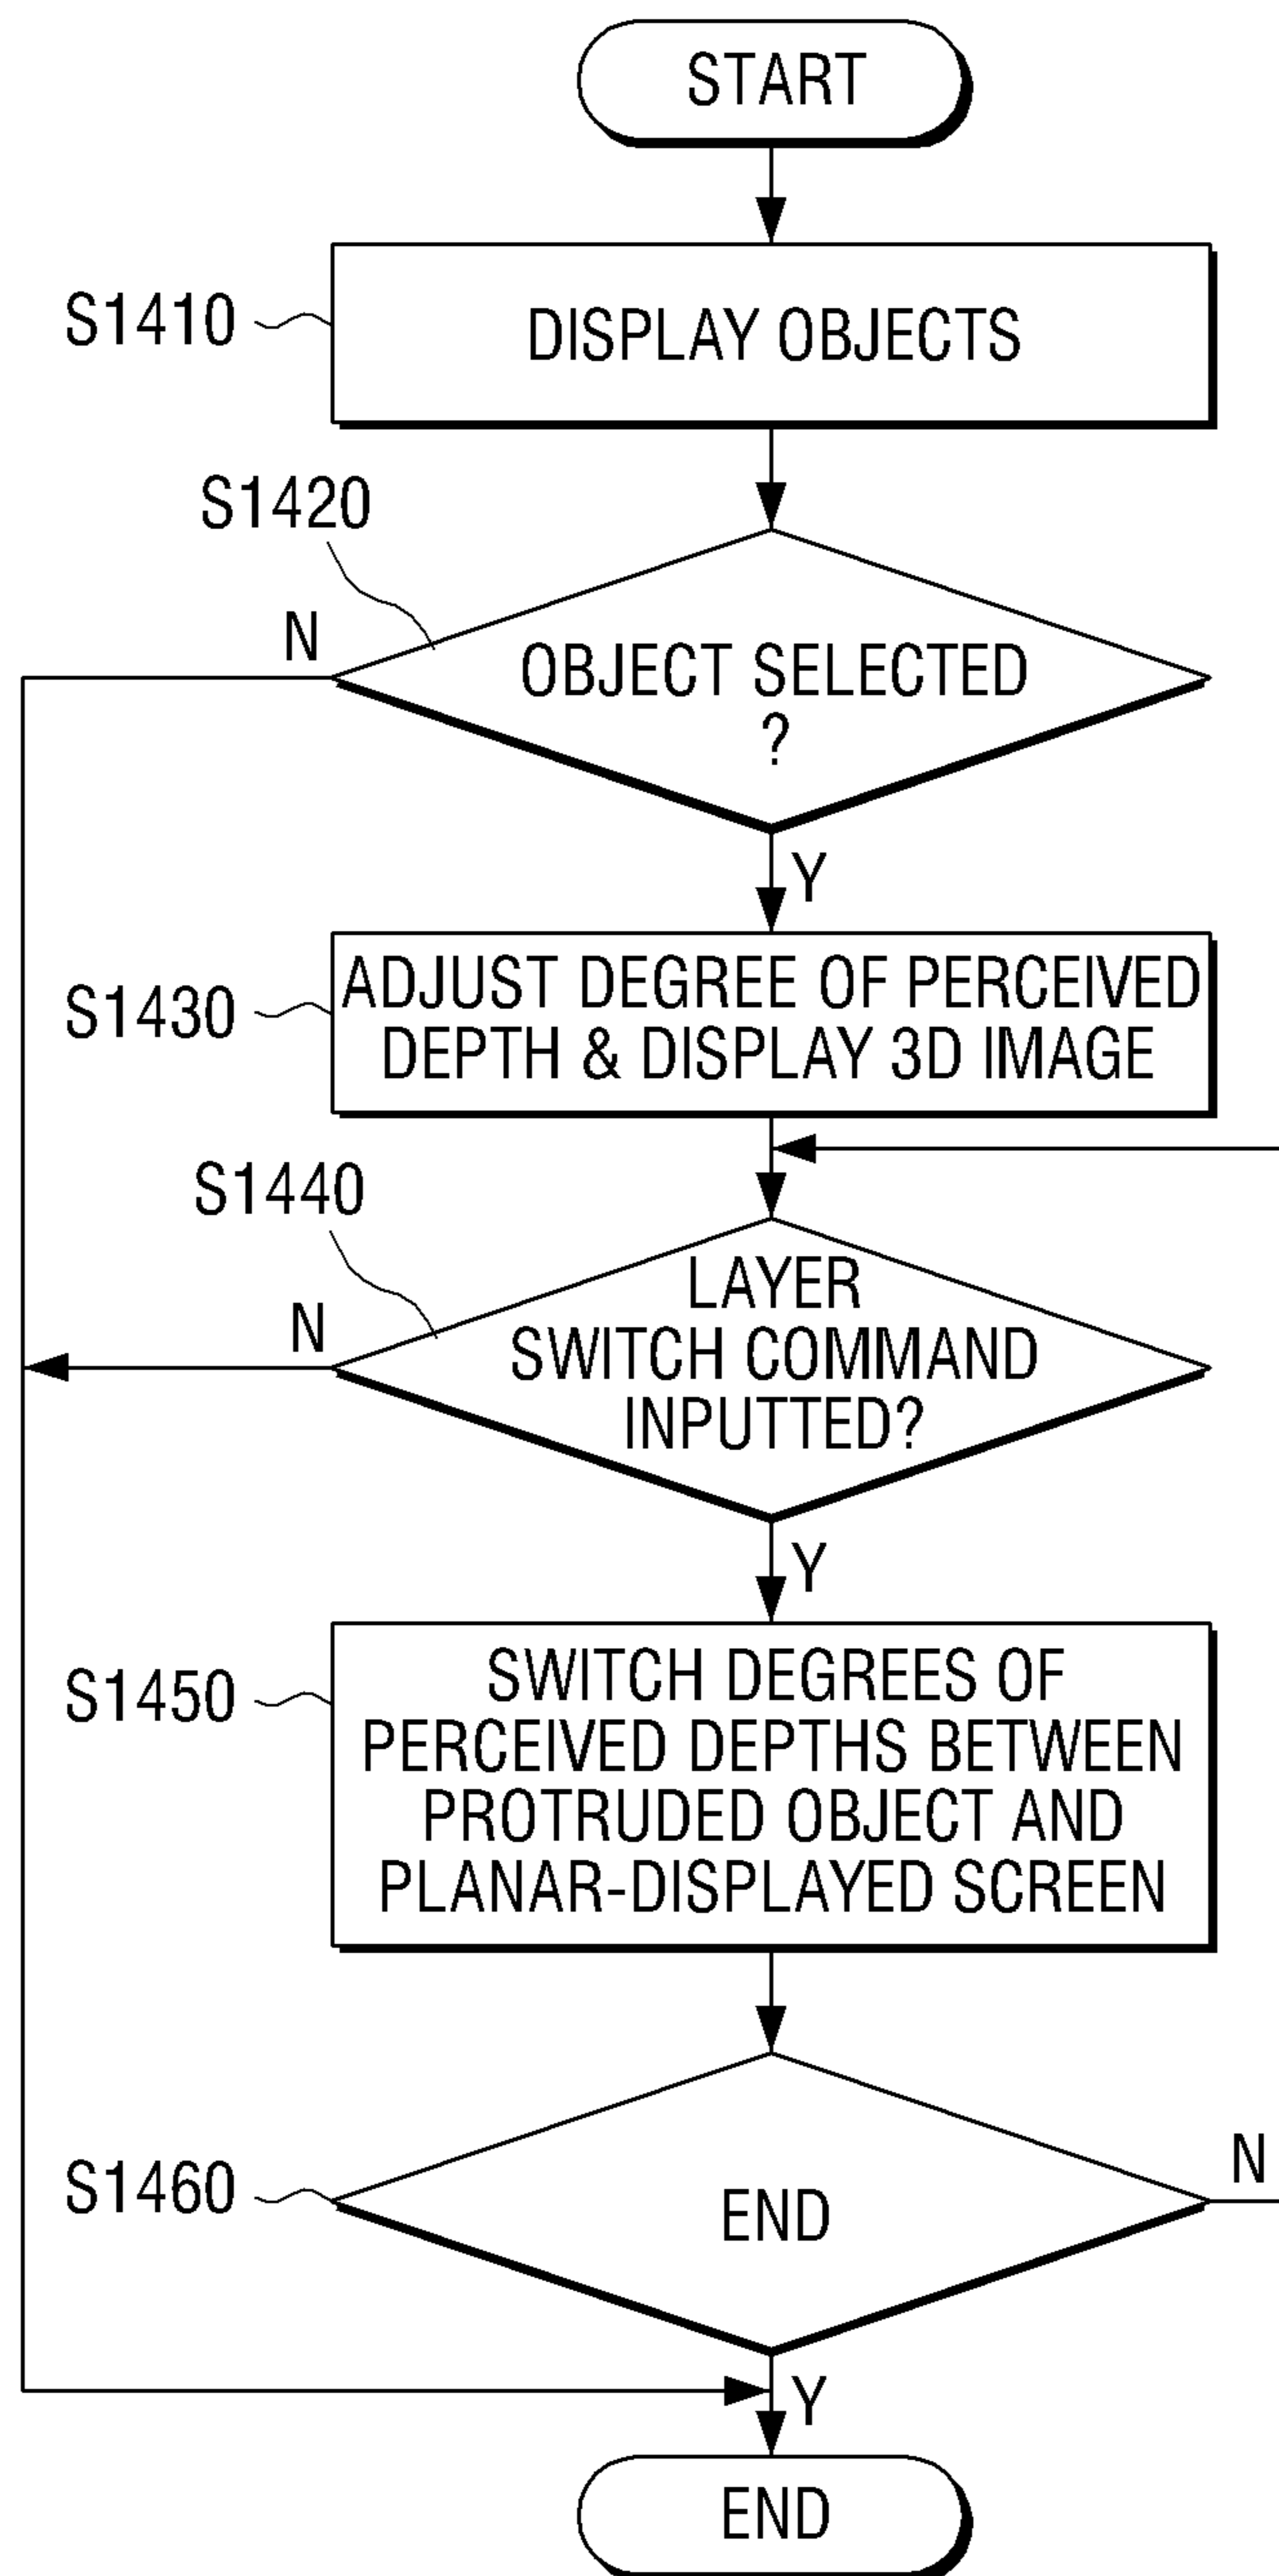 START
S1410
DISPLAY OBJECTS
S1420
N
OBJECT SELECTED
?
Y
S1430
ADJUST DEGREE OF PERCEIVED
DEPTH & DISPLAY 3D IMAGE
S1440
N
LAYER
SWITCH COMMAND
INPUTTED?
Y
S1450
SWITCH DEGREES OF
PERCEIVED DEPTHS BETWEEN
PROTRUDED OBJECT AND
PLANAR-DISPLAYED SCREEN
S1460
END
N
Y
END